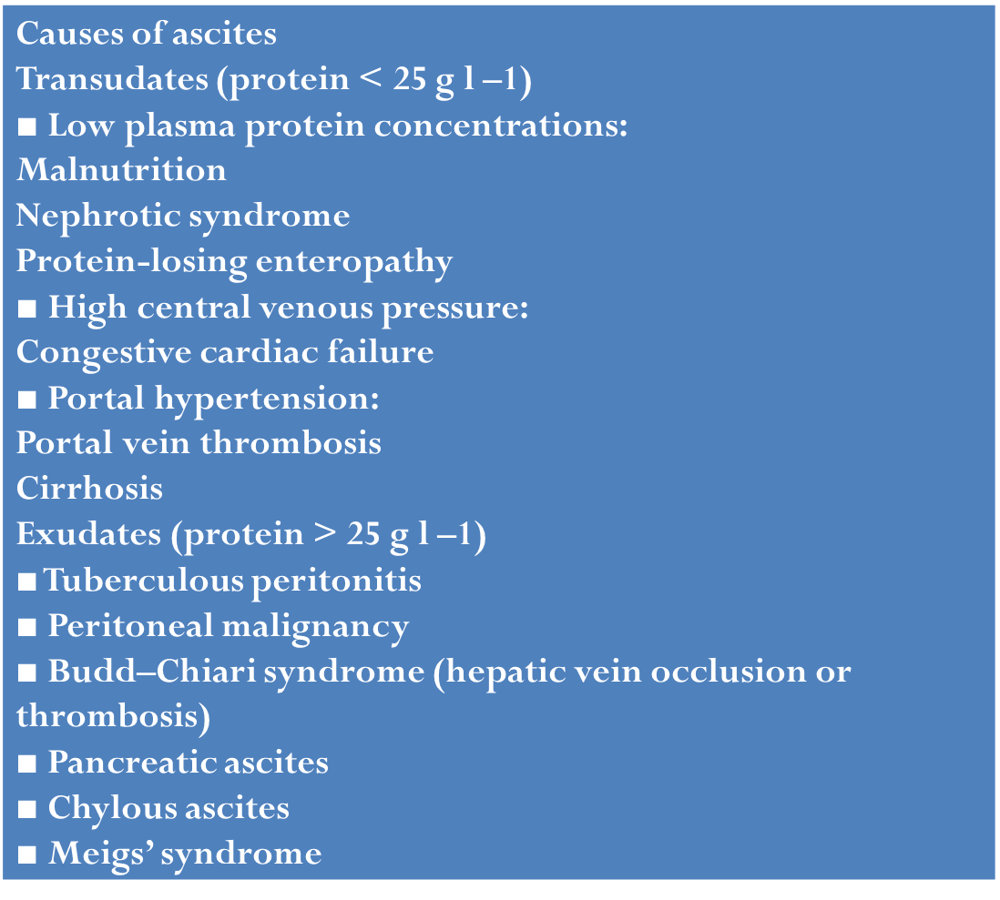 Causes of ascites
Transudates (protein < 25 g l –1)
■ Low plasma protein concentrations:
Malnutrition
Nephrotic syndrome
Protein-losing enteropathy
■ High central venous pressure:
Congestive cardiac failure
■ Portal hypertension:
Portal vein thrombosis
Cirrhosis
Exudates (protein > 25 g l –1)
■ Tuberculous peritonitis
■ Peritoneal malignancy
■ Budd–Chiari syndrome (hepatic vein occlusion or
thrombosis)
■ Pancreatic ascites
■ Chylous ascites
■ Meigs’ syndrome